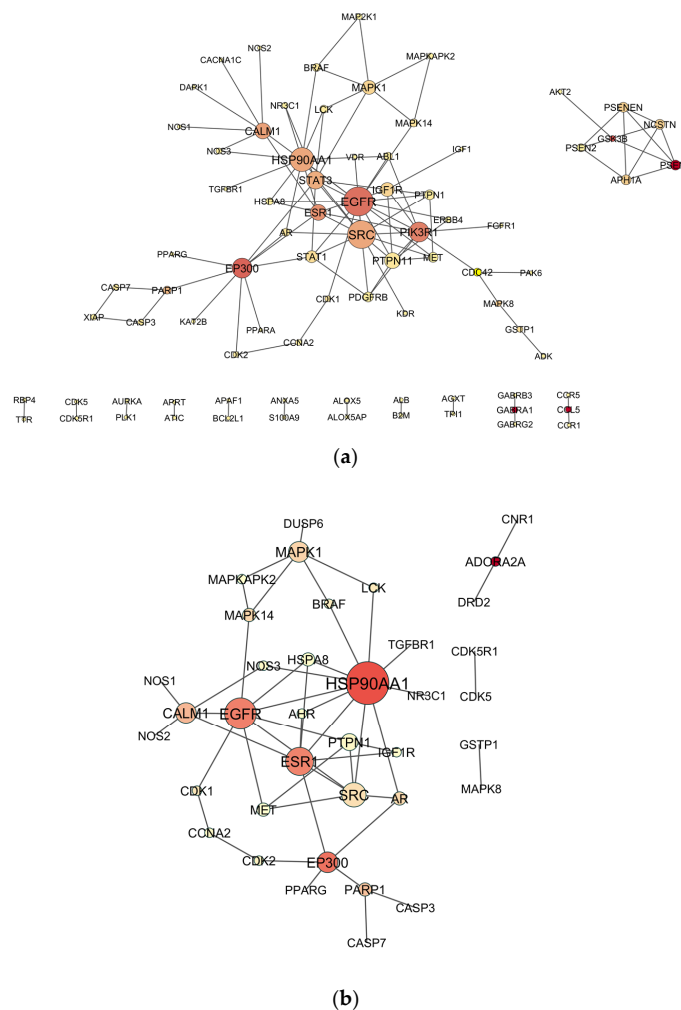 MAP2K1
NOS2
CACNA1C
MAPKAPK2
BRAF
DAPK1
MAPK1
AKT2
PSENEN
NR3C1
LCK
NCSTN
NOS1
CALM1
MAPK14
GSK3B
PSEN2
NOS3
HSP90AA1
VDR
ABL1
IGF1
TGFBR1
STAT3
IGF1R
APH1A
PTPN1
EGFR
ESR1
ERBB4
FGFR1
AR
SRC
PIK3R1
PPARG
EP300
STAT1
PTPN11
MET
CDC42
PAK6
CASP7
PARP1
PDGFRB
CDK1
MAPK8
XIAP
CASP3
KAT2B
PPARA
KDR
GSTP1
CCNA2
CDK2
ADK
RBP4 CDK5 AURKA APRT APAF1 ANXA5 ALOX5 ALB AGXT GABRB3 CCR5
GABRA1 CCL5
TTR CDK5R1 PLK1 ATIC BCL2L1 S100A9 ALOX5AP B2M TPI1
GABRG2 CCR1
(a)
DUSP6
CNR1
MAPK1
ADORA2A
MAPKAPK2
LCK
BRAF
DRD2
MAPK14
TGFBR1
CDK5R1
NOS3
HSPA8
NOS1
HSP90AA1
NR3C1
CDK5
CALM1
EGFR
AHR
NOS2
PTPN1
IGF1R
GSTP1
ESR1
CDK1
SRC
AR
MAPK8
MET
CCNA2
CDK2
EP300
PPARG
PARP1
CASP3
CASP7
(b)